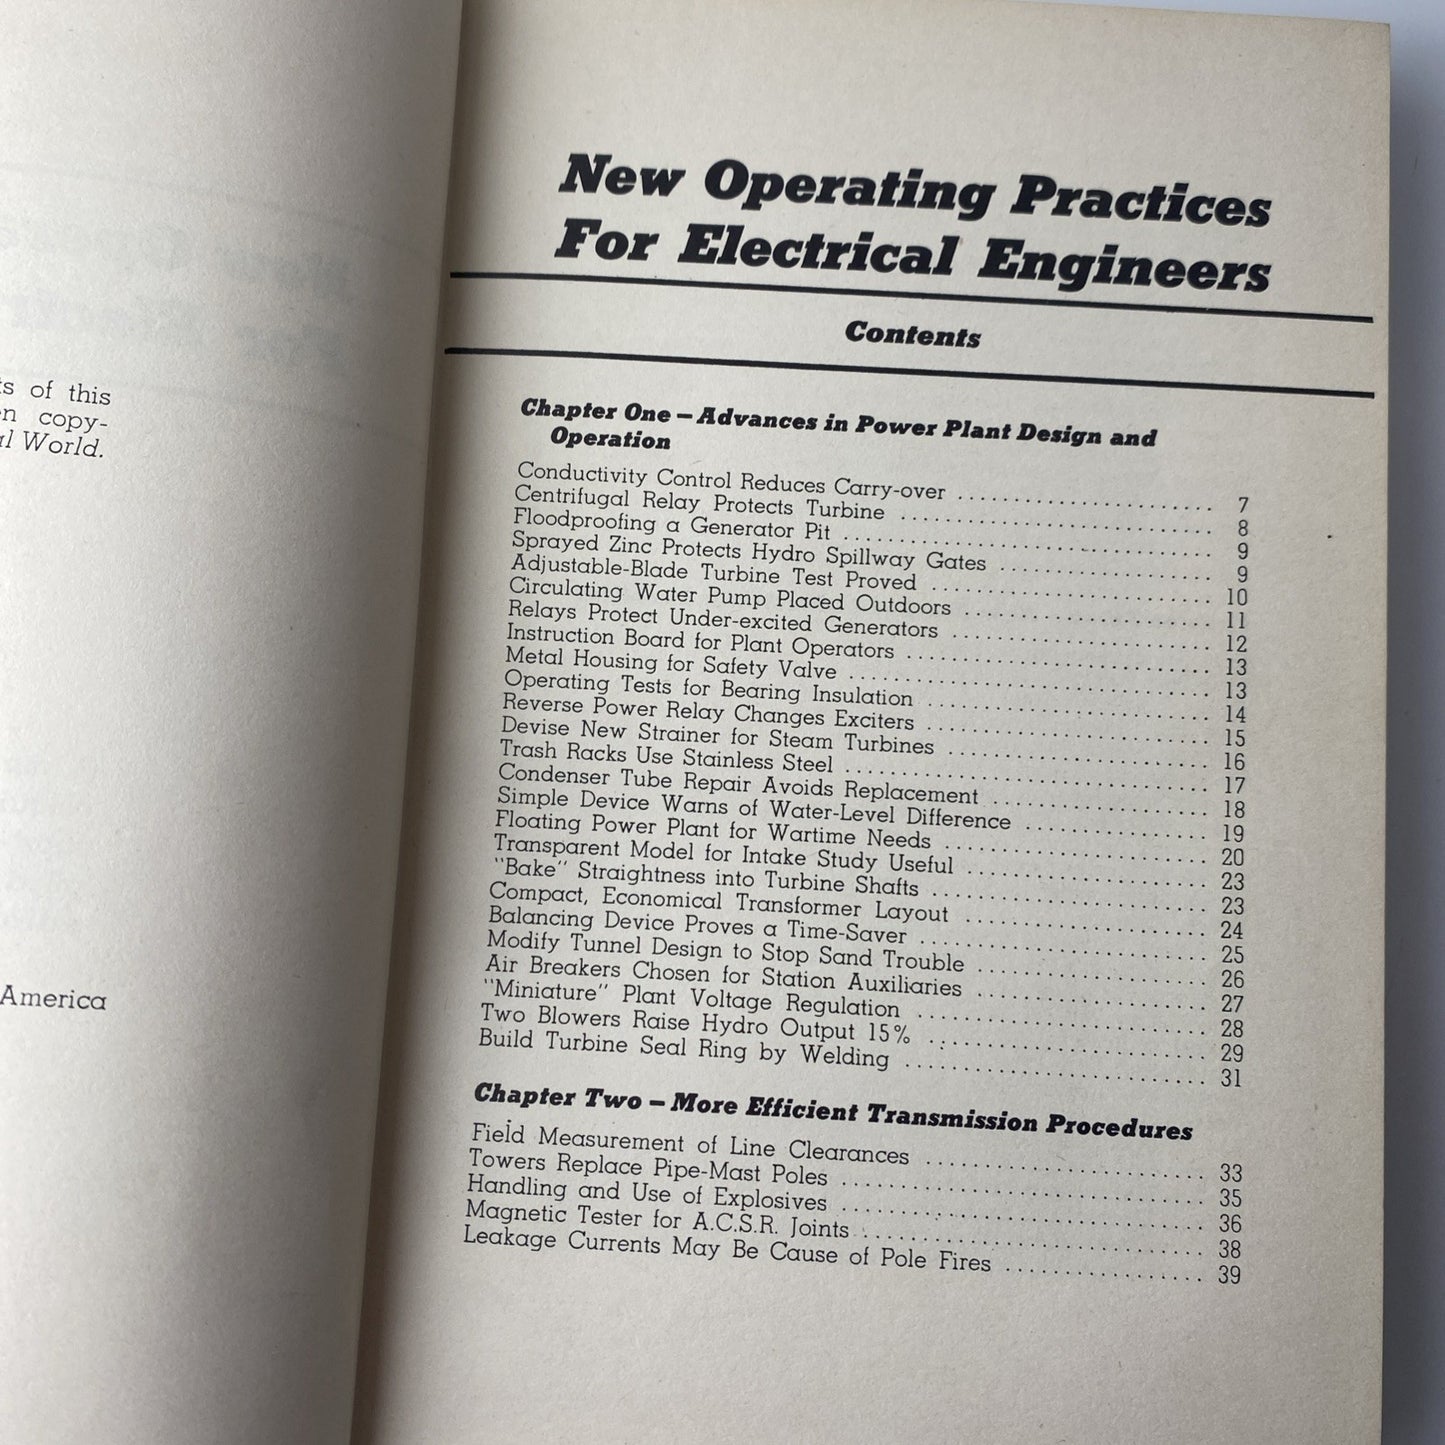 s of this
n copy-
l World.
America
New Operating Practices
For Electrical Engineers
Contents
Chapter One – Advances in Power Plant Design and
Operation
Conductivity Control Reduces Carry-over ........................ 7
Centrifugal Relay Protects Turbine ............................ 8
Floodproofing a Generator Pit ................................. 9
Sprayed Zinc Protects Hydro Spillway Gates .................... 9
Adjustable-Blade Turbine Test Proved .......................... 10
Circulating Water Pump Placed Outdoors ........................ 11
Relays Protect Under-excited Generators ....................... 12
Instruction Board for Plant Operators ......................... 13
Metal Housing for Safety Valve ................................ 13
Operating Tests for Bearing Insulation ........................ 14
Reverse Power Relay Changes Exciters .......................... 15
Devise New Strainer for Steam Turbines ........................ 16
Trash Racks Use Stainless Steel ............................... 17
Condenser Tube Repair Avoids Replacement ...................... 18
Simple Device Warns of Water-Level Difference ................. 19
Floating Power Plant for Wartime Needs ........................ 20
Transparent Model for Intake Study Useful ..................... 23
"Bake" Straightness into Turbine Shafts ....................... 23
Compact, Economical Transformer Layout ........................ 24
Balancing Device Proves a Time-Saver .......................... 25
Modify Tunnel Design to Stop Sand Trouble ..................... 26
Air Breakers Chosen for Station Auxiliaries ................... 27
"Miniature" Plant Voltage Regulation .......................... 28
Two Blowers Raise Hydro Output 15% ............................ 29
Build Turbine Seal Ring by Welding ............................ 31
Chapter Two – More Efficient Transmission Procedures
Field Measurement of Line Clearances .......................... 33
Towers Replace Pipe-Mast Poles ................................ 35
Handling and Use of Explosives ................................ 36
Magnetic Tester for A.C.S.R. Joints ........................... 38
Leakage Currents May Be Cause of Pole Fires ................... 39